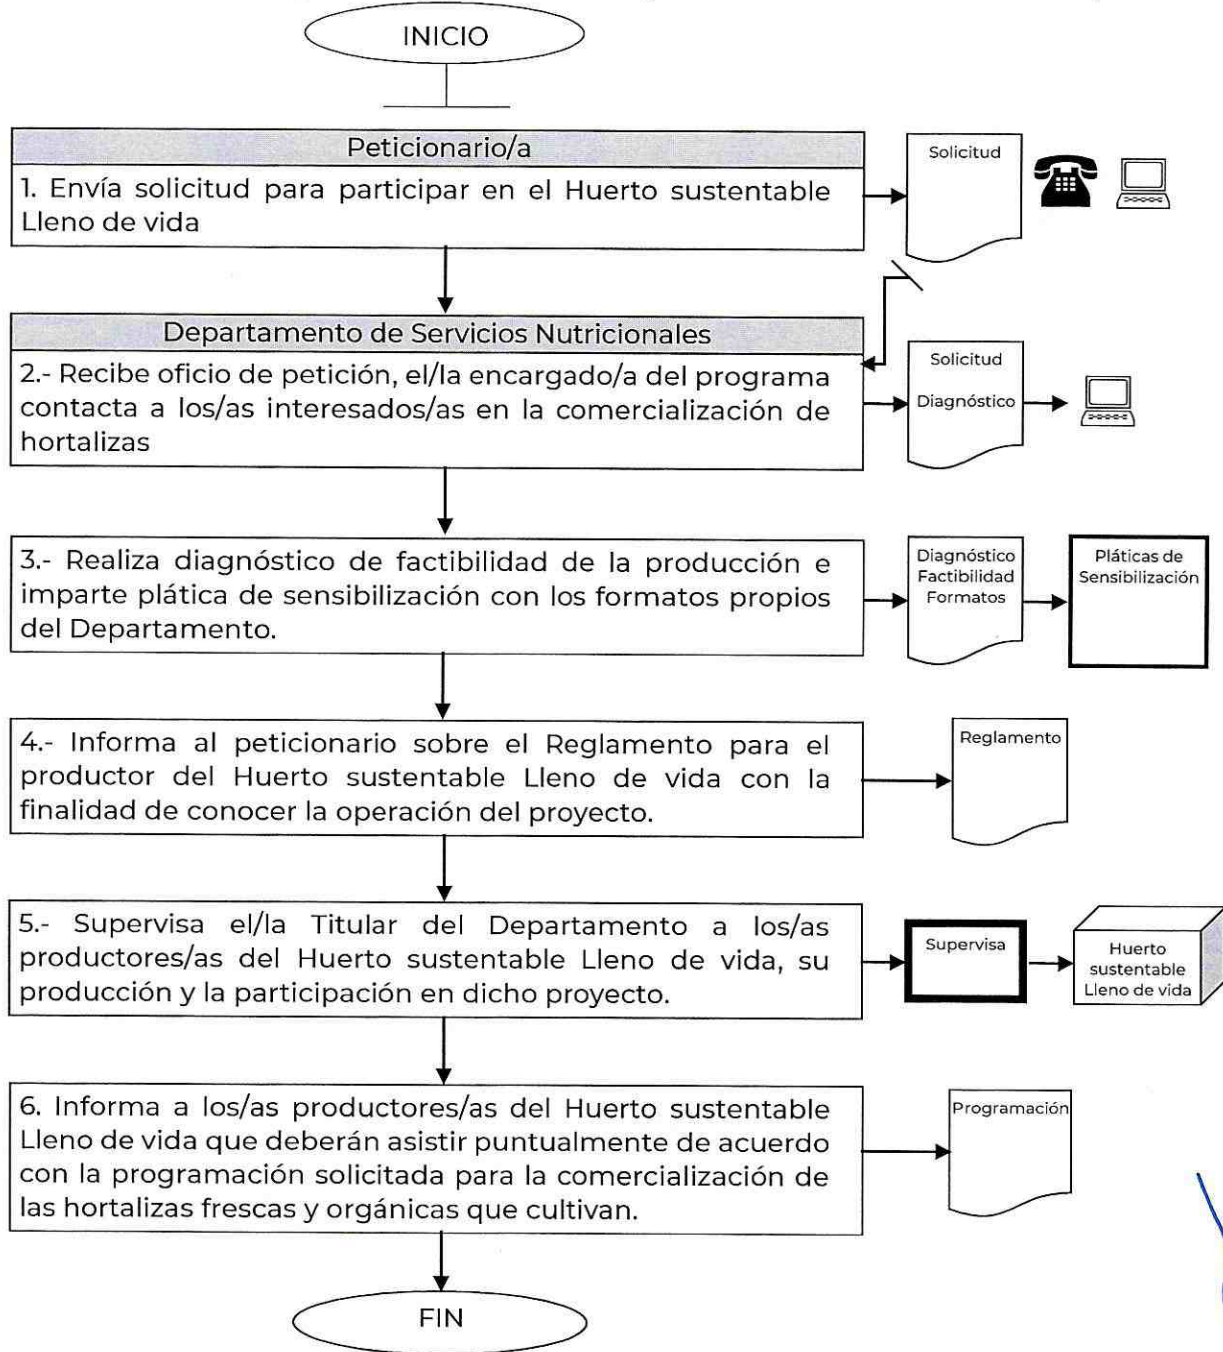 INICIO
Peticionario/a
1. Envía solicitud para participar en el Huerto sustentable
Lleno de vida
Solicitud
Departamento de Servicios Nutricionales
2.- Recibe oficio de petición, el/la encargado/a del programa
contacta a los/as interesados/as en la comercialización de
hortalizas
Solicitud
Diagnóstico
3.- Realiza diagnóstico de factibilidad de la producción e
imparte plática de sensibilización con los formatos propios
del Departamento.
Diagnóstico
Factibilidad
Formatos
Pláticas de
Sensibilización
4.- Informa al peticionario sobre el Reglamento para el
productor del Huerto sustentable Lleno de vida con la
finalidad de conocer la operación del proyecto.
Reglamento
5.- Supervisa el/la Titular del Departamento a los/as
productores/as del Huerto sustentable Lleno de vida, su
producción y la participación en dicho proyecto.
Supervisa
Huerto
sustentable
Lleno de vida
6. Informa a los/as productores/as del Huerto sustentable
Lleno de vida que deberán asistir puntualmente de acuerdo
con la programación solicitada para la comercialización de
las hortalizas frescas y orgánicas que cultivan.
Programación
FIN